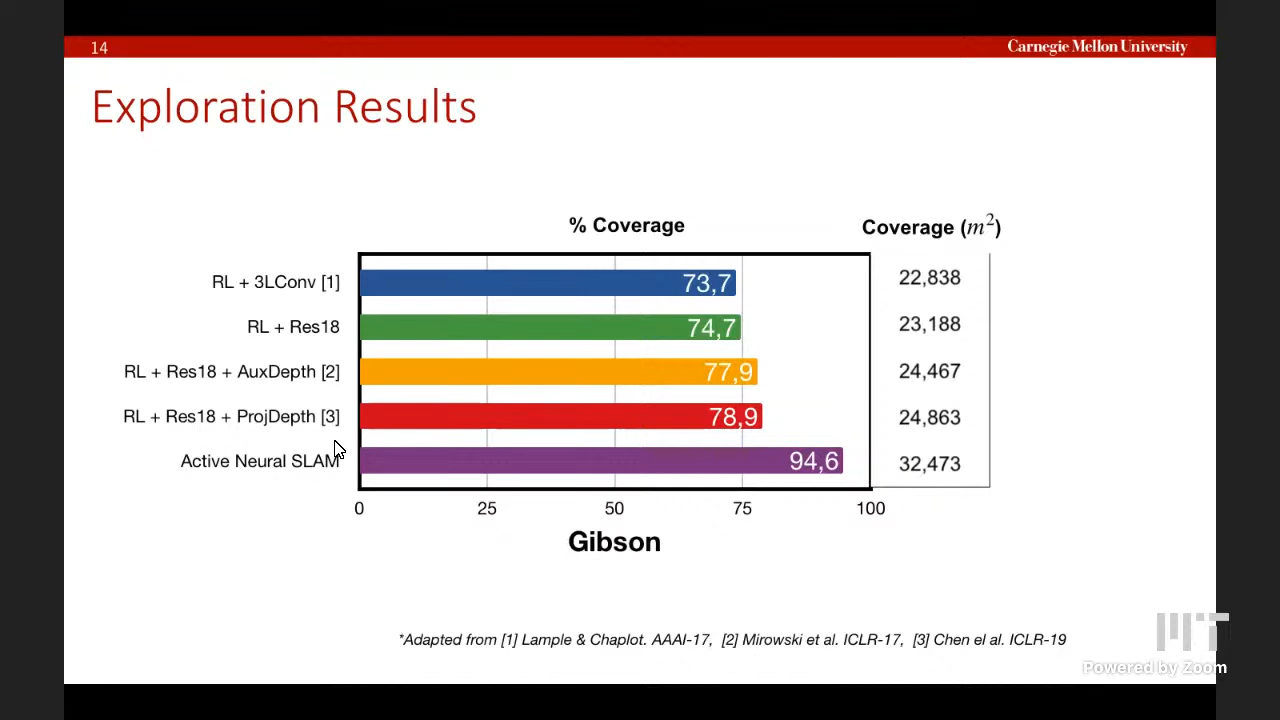 14
Carnegie Mellon University
Exploration Results
% Coverage
Coverage (m²)
RL + 3LConv [1]
73,7
22,838
RL + Res18
74,7
23,188
RL + Res18 + AuxDepth [2]
77,9
24,467
RL + Res18 + ProjDepth [3]
78,9
24,863
Active Neural SLAM
94,6
32,473
0 25 50 75 100
Gibson
*Adapted from [1] Lample & Chaplot. AAAI-17, [2] Mirowski et al. ICLR-17, [3] Chen el al. ICLR-19
MIT
Powered by Zoom